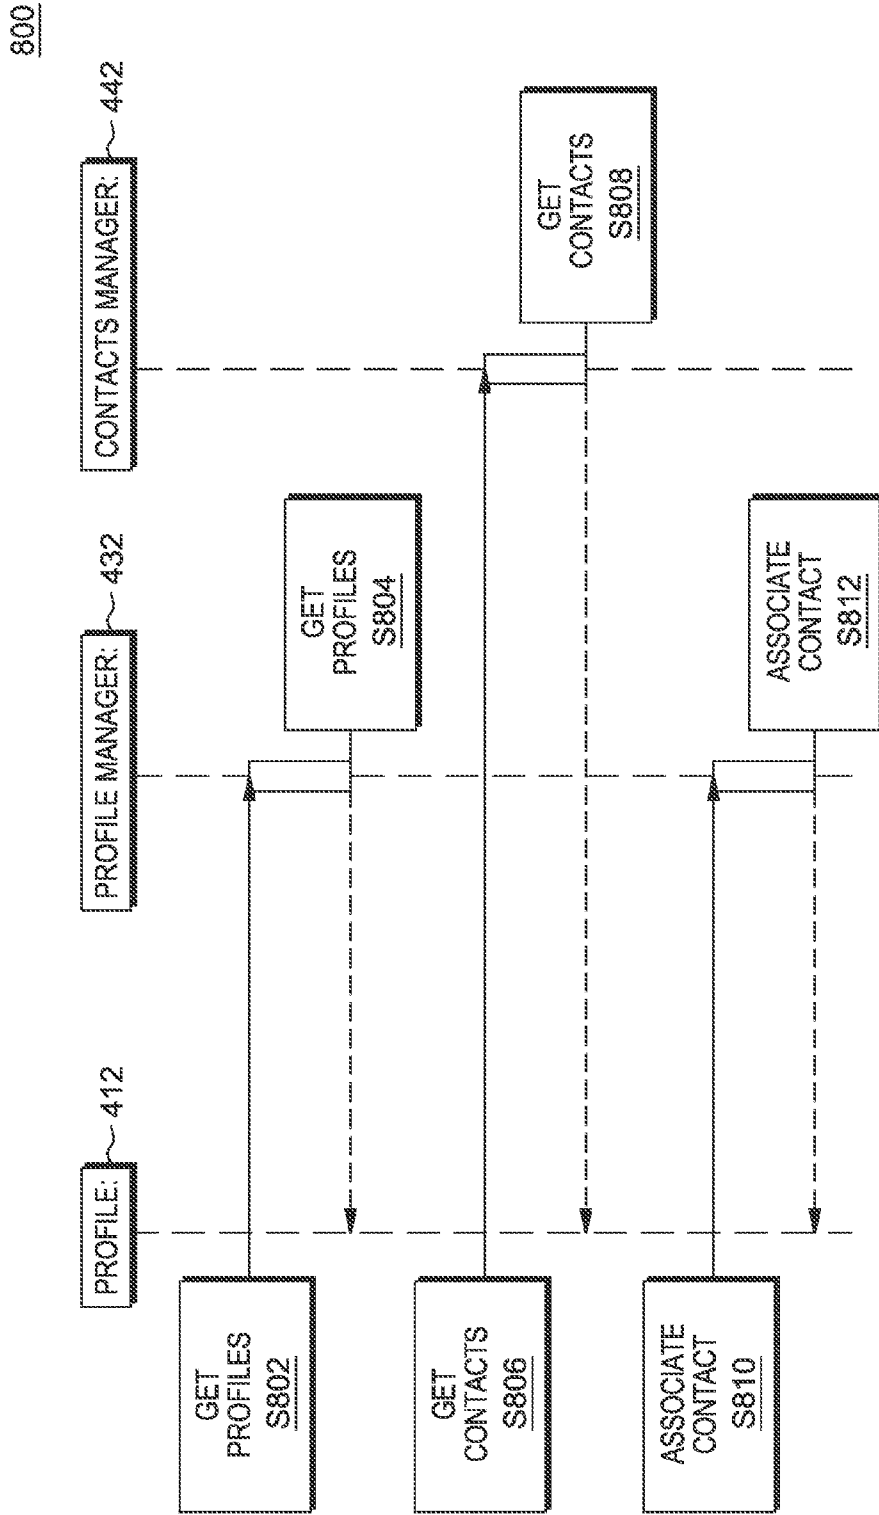 800
PROFILE: 412
PROFILE MANAGER: 432
CONTACTS MANAGER: 442
GET
PROFILES
S802
GET
PROFILES
S804
GET
CONTACTS
S806
GET
CONTACTS
S808
ASSOCIATE
CONTACT
S810
ASSOCIATE
CONTACT
S812